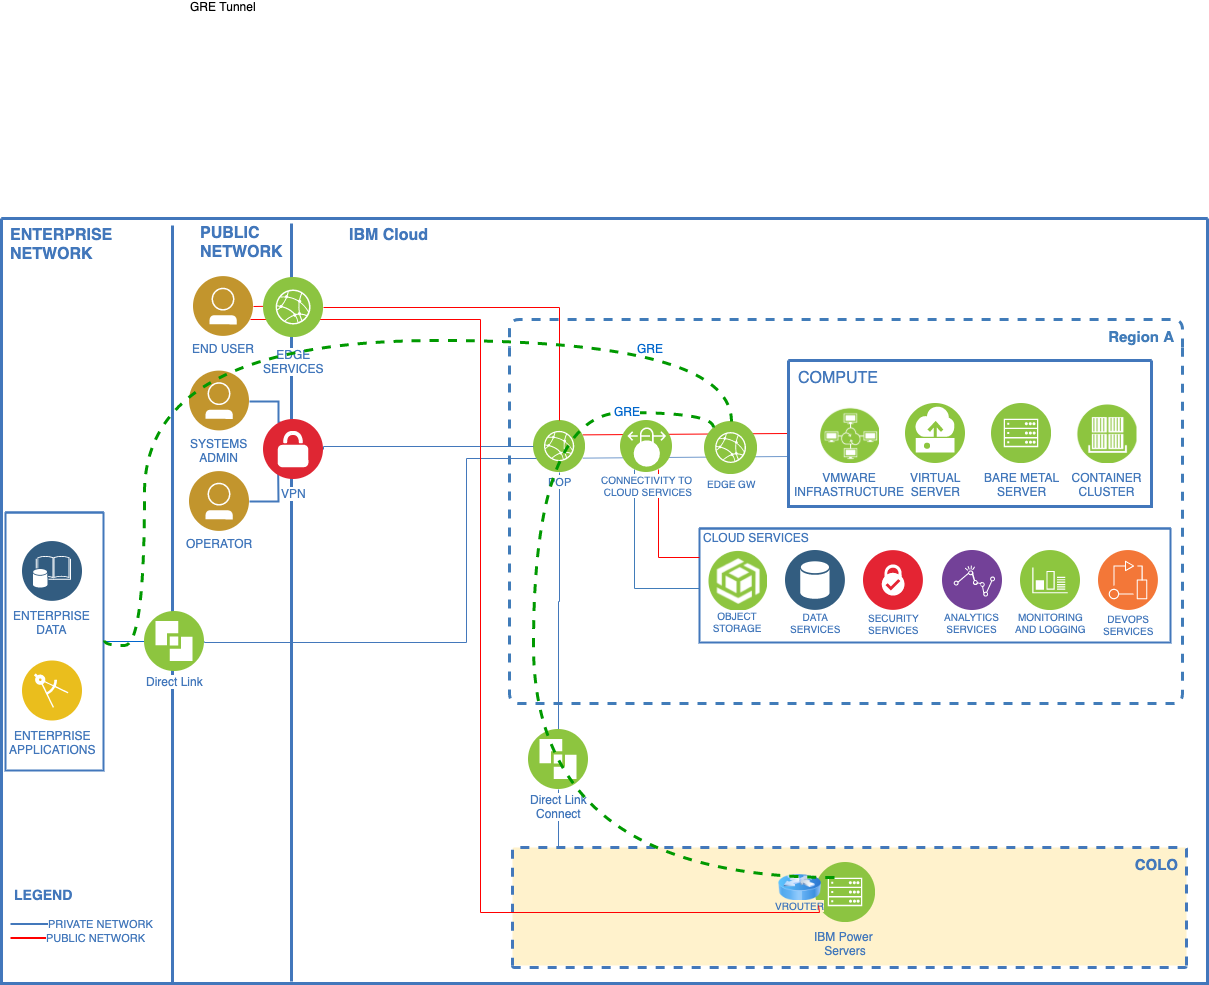 GRE Tunnel
ENTERPRISE
NETWORK
PUBLIC
NETWORK
IBM Cloud
END USER
EDGE
SERVICES
SYSTEMS
ADMIN
VPN
OPERATOR
ENTERPRISE
DATA
ENTERPRISE
APPLICATIONS
Direct Link
GRE
GRE
Region A
POP
CONNECTIVITY TO
CLOUD SERVICES
EDGE GW
COMPUTE
VMWARE
INFRASTRUCTURE
VIRTUAL
SERVER
BARE METAL
SERVER
CONTAINER
CLUSTER
CLOUD SERVICES
OBJECT
STORAGE
DATA
SERVICES
SECURITY
SERVICES
ANALYTICS
SERVICES
MONITORING
AND LOGGING
DEVOPS
SERVICES
Direct Link
Connect
COLO
VROUTER
IBM Power
Servers
LEGEND
PRIVATE NETWORK
PUBLIC NETWORK